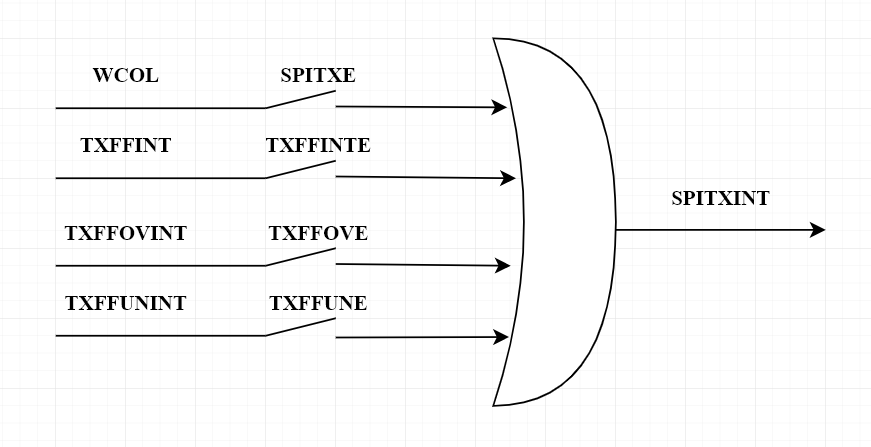 WCOL SPITXE
TXFFINT TXFFINTE
SPITXINT
TXFFOVINT TXFFOVE
TXFFUNINT TXFFUNE